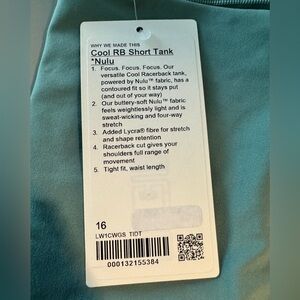 WHY WE MADE THIS
Cool RB Short Tank
*Nulu
1. Focus. Focus. Focus. Our
versatile Cool Racerback tank,
powered by Nulu™ fabric, has a
contoured fit so it stays put
(and out of your way)
2. Our buttery-soft Nulu™ fabric
feels weightlessly light and is
sweat-wicking and four-way
stretch
3. Added Lycra® fibre for stretch
and shape retention
4. Racerback cut gives your
shoulders full range of
movement
5. Tight fit, waist length
16
LW1CWGS TIDT
000132155384